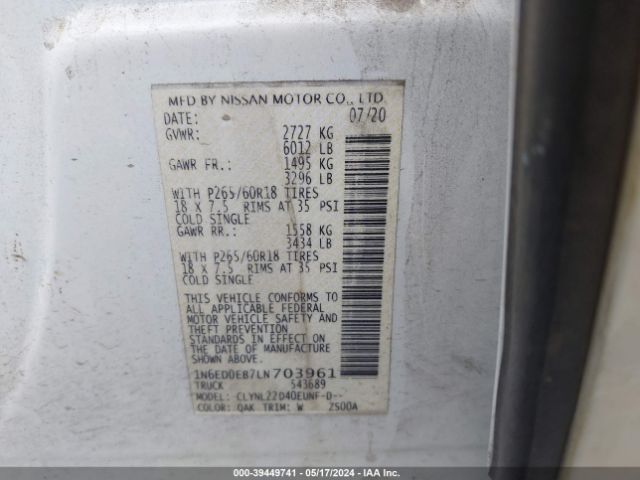 MFD BY NISSAN MOTOR CO., LTD.
DATE: 07/20
GVWR: 2727 KG
6012 LB
GAWR FR.: 1495 KG
3296 LB
WITH P265/60R18 TIRES
18 X 7.5 RIMS AT 35 PSI
COLD SINGLE
GAWR RR.: 1558 KG
3434 LB
WITH P265/60R18 TIRES
18 X 7.5 RIMS AT 35 PSI
COLD SINGLE
THIS VEHICLE CONFORMS TO
ALL APPLICABLE FEDERAL
MOTOR VEHICLE SAFETY AND
THEFT PREVENTION
STANDARDS IN EFFECT ON
THE DATE OF MANUFACTURE
SHOWN ABOVE.
1N6ED0EB7LN703961
TRUCK 543689
MODEL: CLYNLZZD40EUNF-D--
COLOR: QAK TRIM: W ZS00A
000-39449741 - 05/17/2024 - IAA Inc.